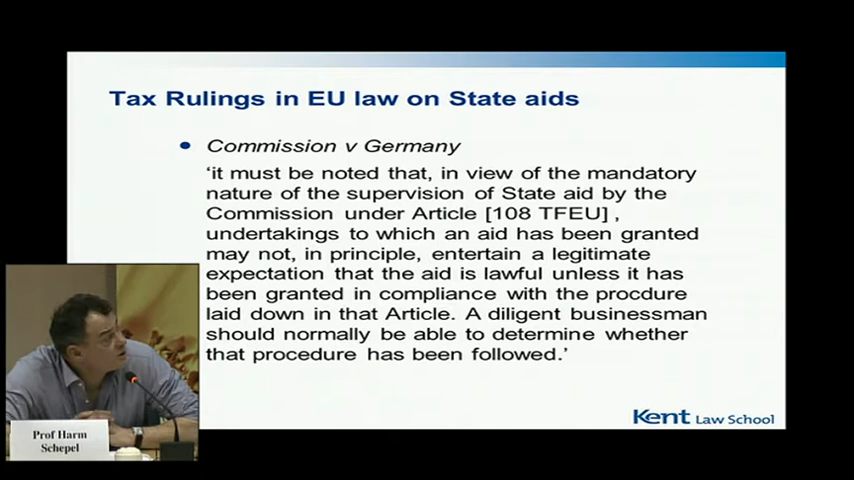 Tax Rulings in EU law on State aids
• Commission v Germany
‘it must be noted that, in view of the mandatory
nature of the supervision of State aid by the
Commission under Article [108 TFEU] ,
undertakings to which an aid has been granted
may not, in principle, entertain a legitimate
expectation that the aid is lawful unless it has
been granted in compliance with the procdure
laid down in that Article. A diligent businessman
should normally be able to determine whether
that procedure has been followed.’
Kent Law School
Prof Harm
Schepel